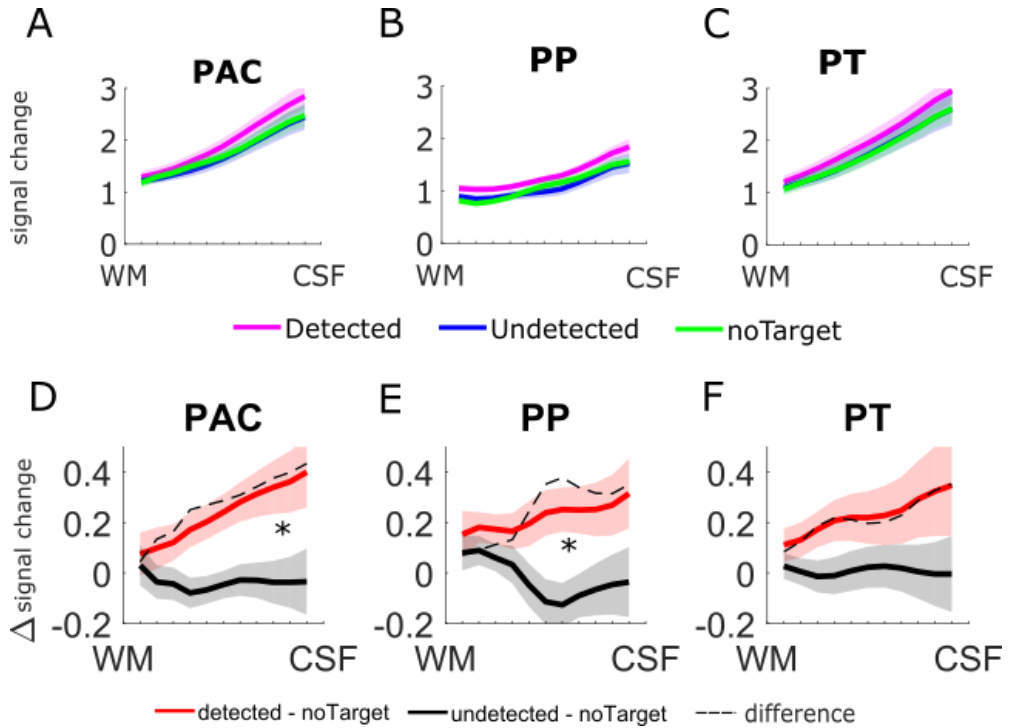 A
B
C
PAC
PP
PT
signal change
3
2
1
0
WM
CSF
3
2
1
0
WM
CSF
3
2
1
0
WM
CSF
Detected
Undetected
noTarget
D
E
F
PAC
PP
PT
Δ signal change
0.4
0.2
0
-0.2
WM
CSF
*
0.4
0.2
0
-0.2
WM
CSF
*
0.4
0.2
0
-0.2
WM
CSF
detected - noTarget
undetected - noTarget
difference